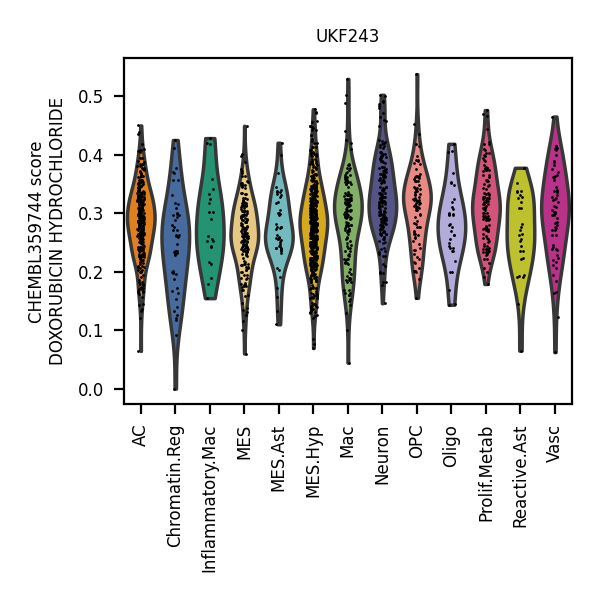 UKF243
CHEMBL359744 score
DOXORUBICIN HYDROCHLORIDE
0.5
0.4
0.3
0.2
0.1
0.0
AC
Chromatin.Reg
Inflammatory.Mac
MES
MES.Ast
MES.Hyp
Mac
Neuron
OPC
Oligo
Prolif.Metab
Reactive.Ast
Vasc